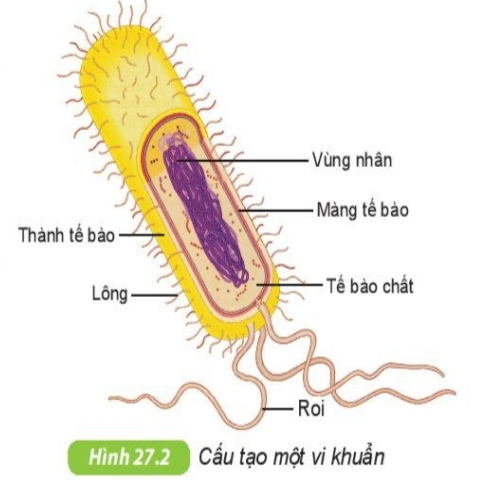 Vùng nhân
Màng tế bào
Thành tế bào
Tế bào chất
Lông
Roi
Hình 27.2 Cấu tạo một vi khuẩn